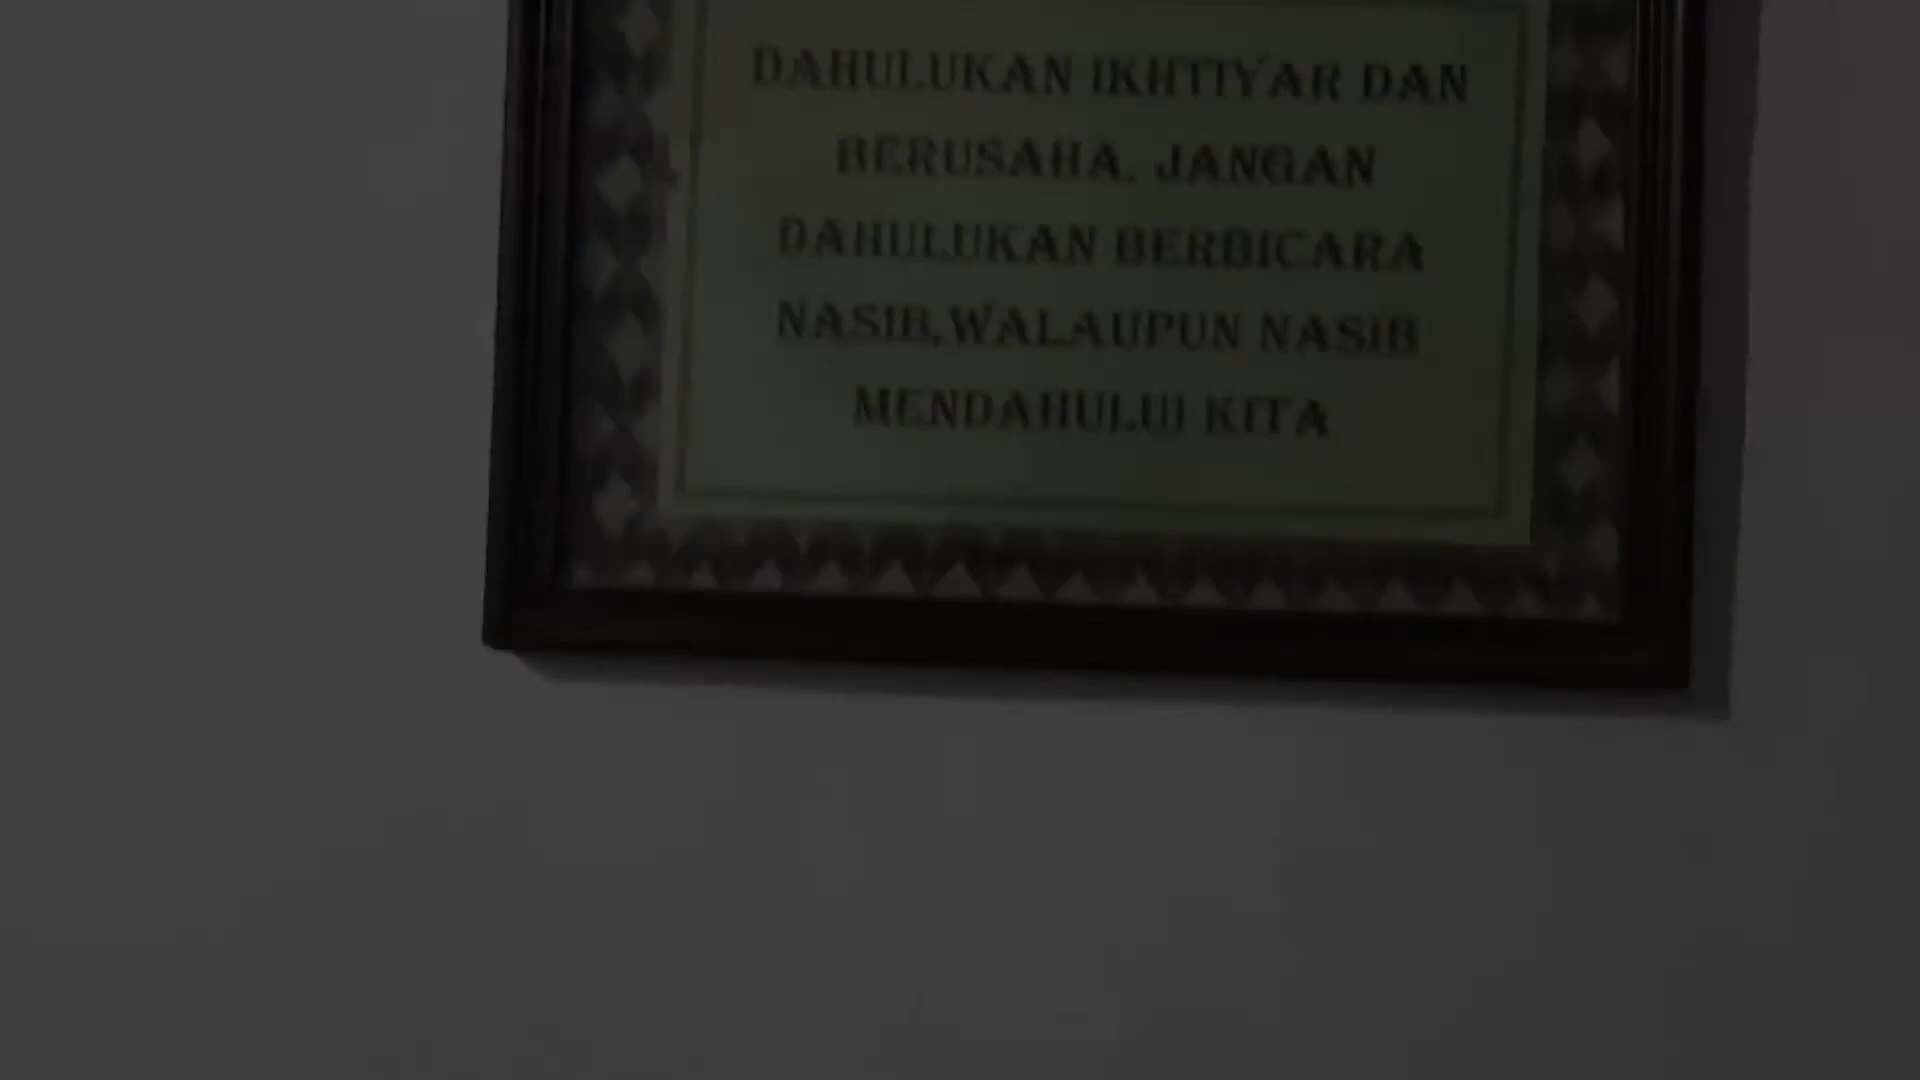 DAHULUKAN IKHTIYAR DAN
BERUSAHA, JANGAN
DAHULUKAN BERBICARA
NASIB,WALAUPUN NASIB
MENDAHULUI KITA